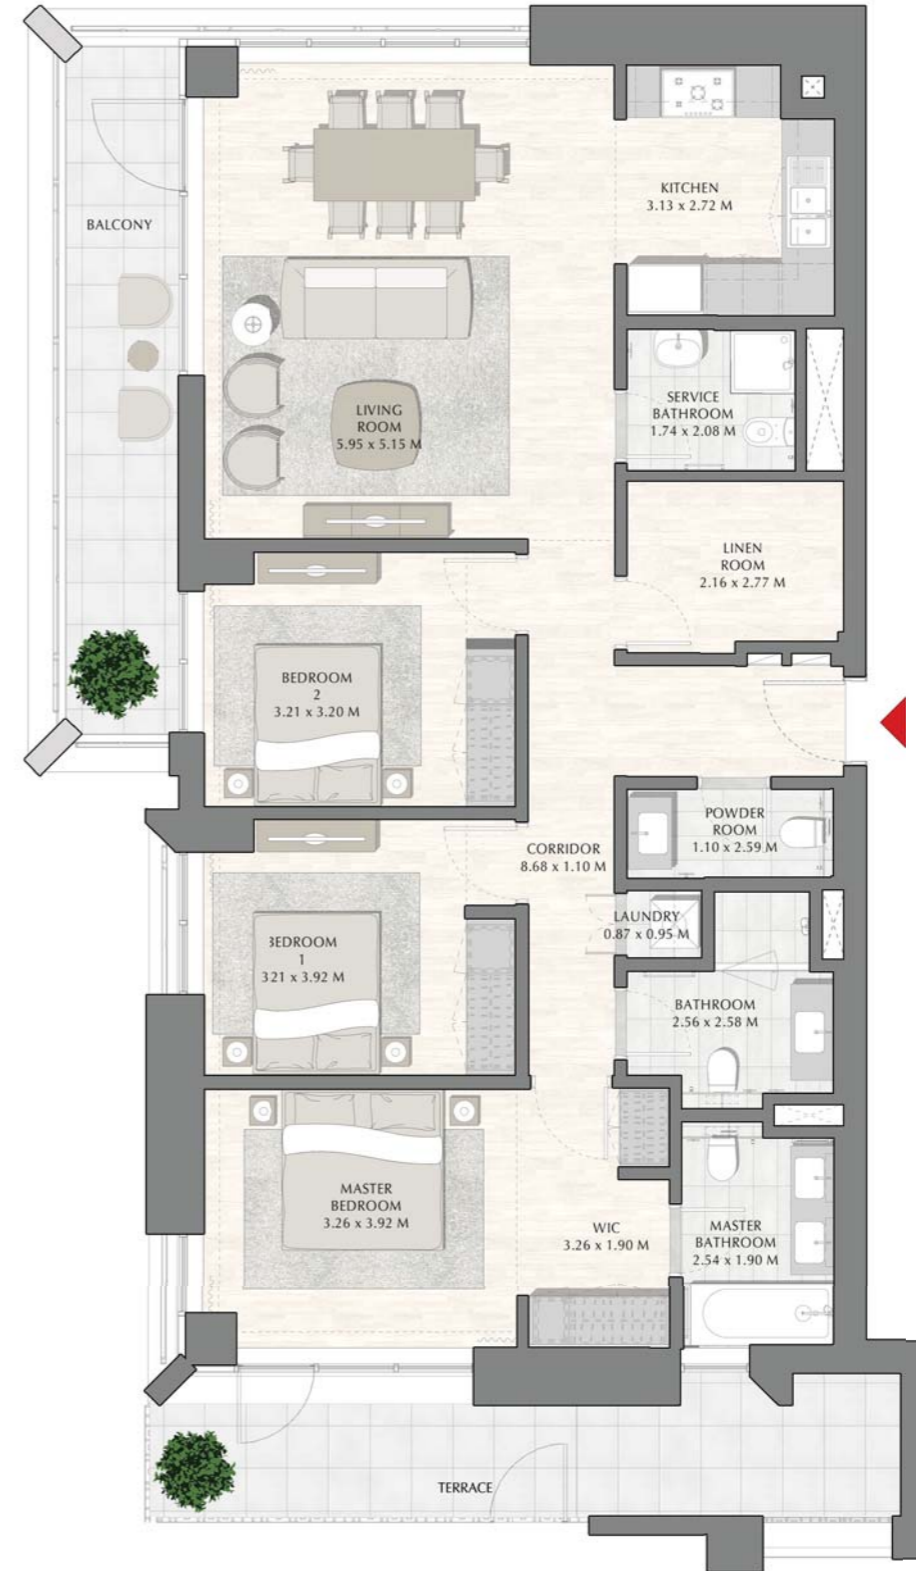 KITCHEN
3.13 x 2.72 M
BALCONY
SERVICE
BATHROOM
1.74 x 2.08 M
LIVING
ROOM
5.95 x 5.15 M
LINEN
ROOM
2.16 x 2.77 M
BEDROOM
2
3.21 x 3.20 M
POWDER
ROOM
1.10 x 2.59 M
CORRIDOR
8.68 x 1.10 M
LAUNDRY
0.87 x 0.95 M
BEDROOM
1
321 x 3.92 M
BATHROOM
2.56 x 2.58 M
MASTER
BEDROOM
3.26 x 3.92 M
WIC
3.26 x 1.90 M
MASTER
BATHROOM
2.54 x 1.90 M
TERRACE